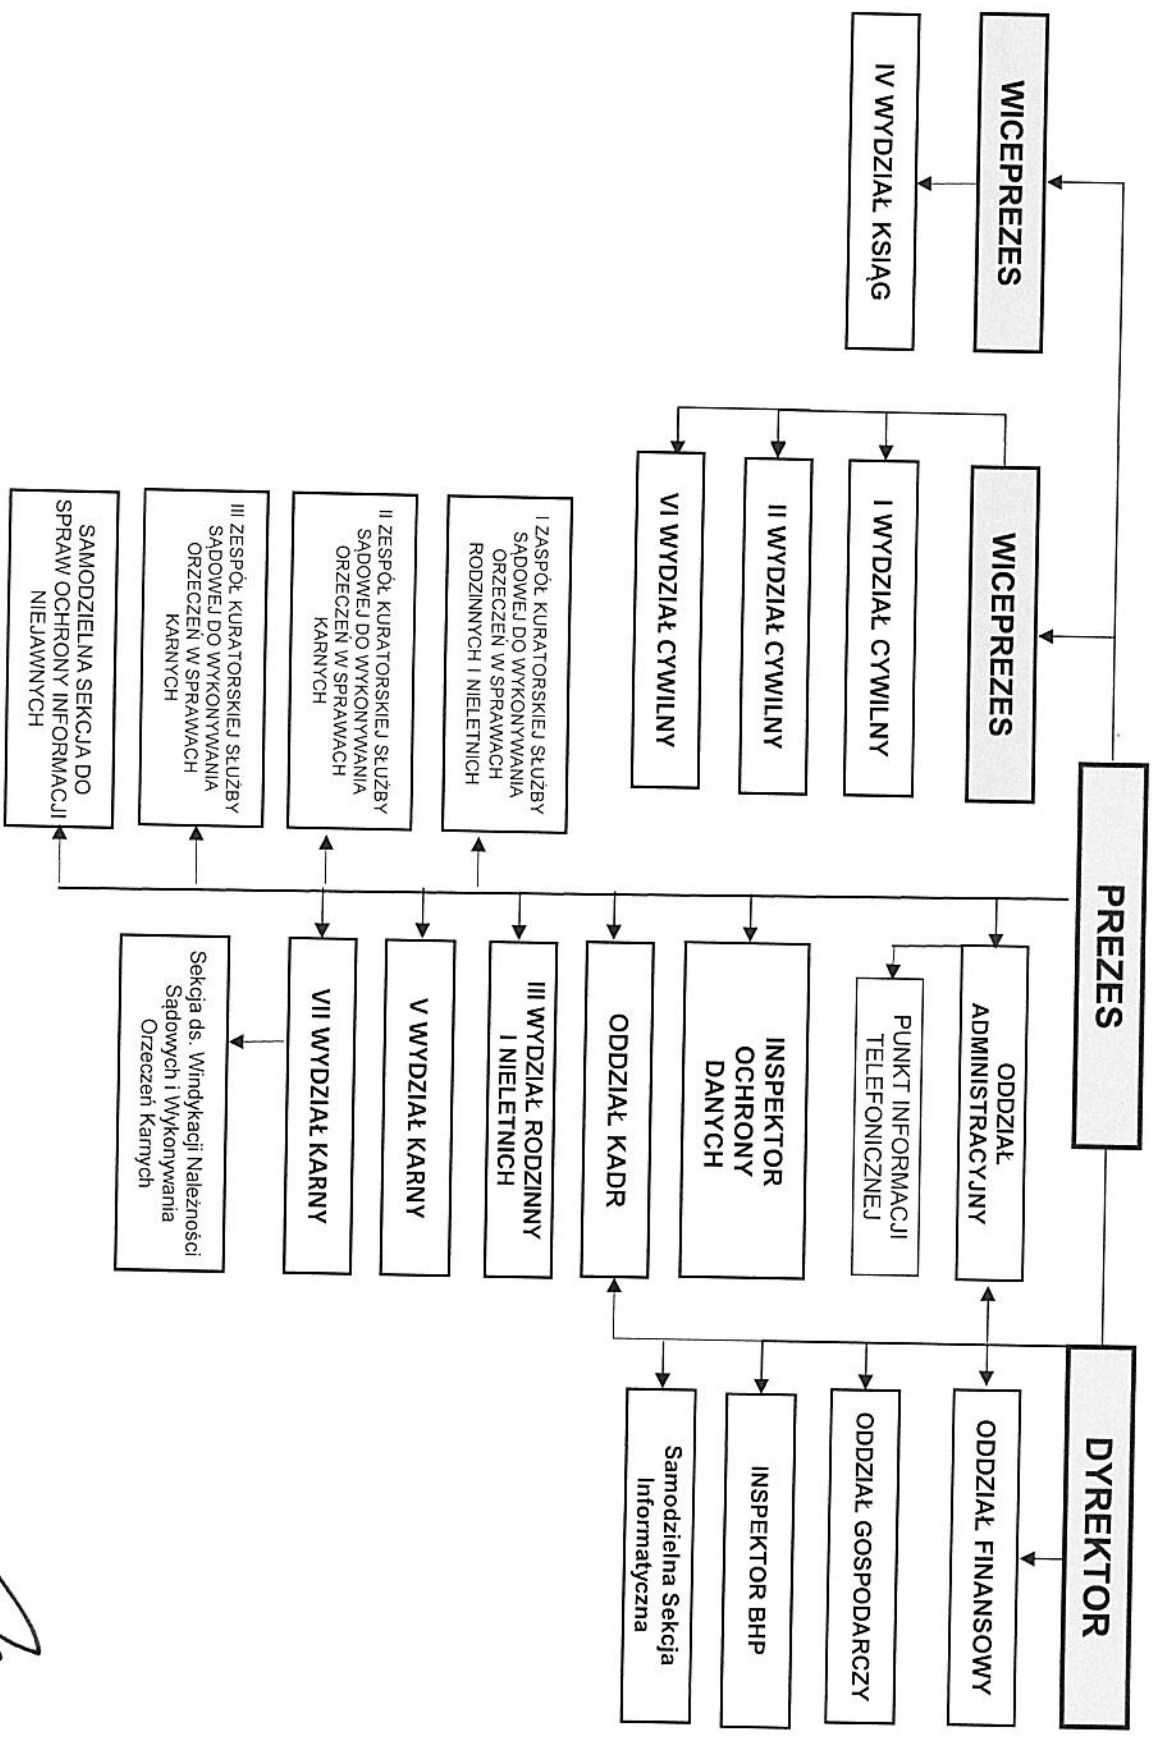 PREZES
DYREKTOR
WICEPREZES
IV WYDZIAŁ KSIĄG
WICEPREZES
I WYDZIAŁ CYWILNY
II WYDZIAŁ CYWILNY
VI WYDZIAŁ CYWILNY
I ZASPÓŁ KURATORSKIEJ SŁUŻBY
SĄDOWEJ DO WYKONYWANIA
ORZECZEŃ W SPRAWACH
RODZINNYCH I NIELETNICH
II ZESPÓŁ KURATORSKIEJ SŁUŻBY
SĄDOWEJ DO WYKONYWANIA
ORZECZEŃ W SPRAWACH
KARNYCH
III ZESPÓŁ KURATORSKIEJ SŁUŻBY
SĄDOWEJ DO WYKONYWANIA
ORZECZEŃ W SPRAWACH
KARNYCH
SAMODZIELNA SEKCJA DO
SPRAW OCHRONY INFORMACJI
NIEJAWNYCH
ODDZIAŁ
ADMINISTRACYJNY
PUNKT INFORMACJI
TELEFONICZNEJ
INSPEKTOR
OCHRONY
DANYCH
ODDZIAŁ KADR
III WYDZIAŁ RODZINNY
I NIELETNICH
V WYDZIAŁ KARNY
VII WYDZIAŁ KARNY
Sekcja ds. Windykacji Należności
Sądowych i Wykonywania
Orzeczeń Karnych
ODDZIAŁ FINANSOWY
ODDZIAŁ GOSPODARCZY
INSPEKTOR BHP
Samodzielna Sekcja
Informatyczna